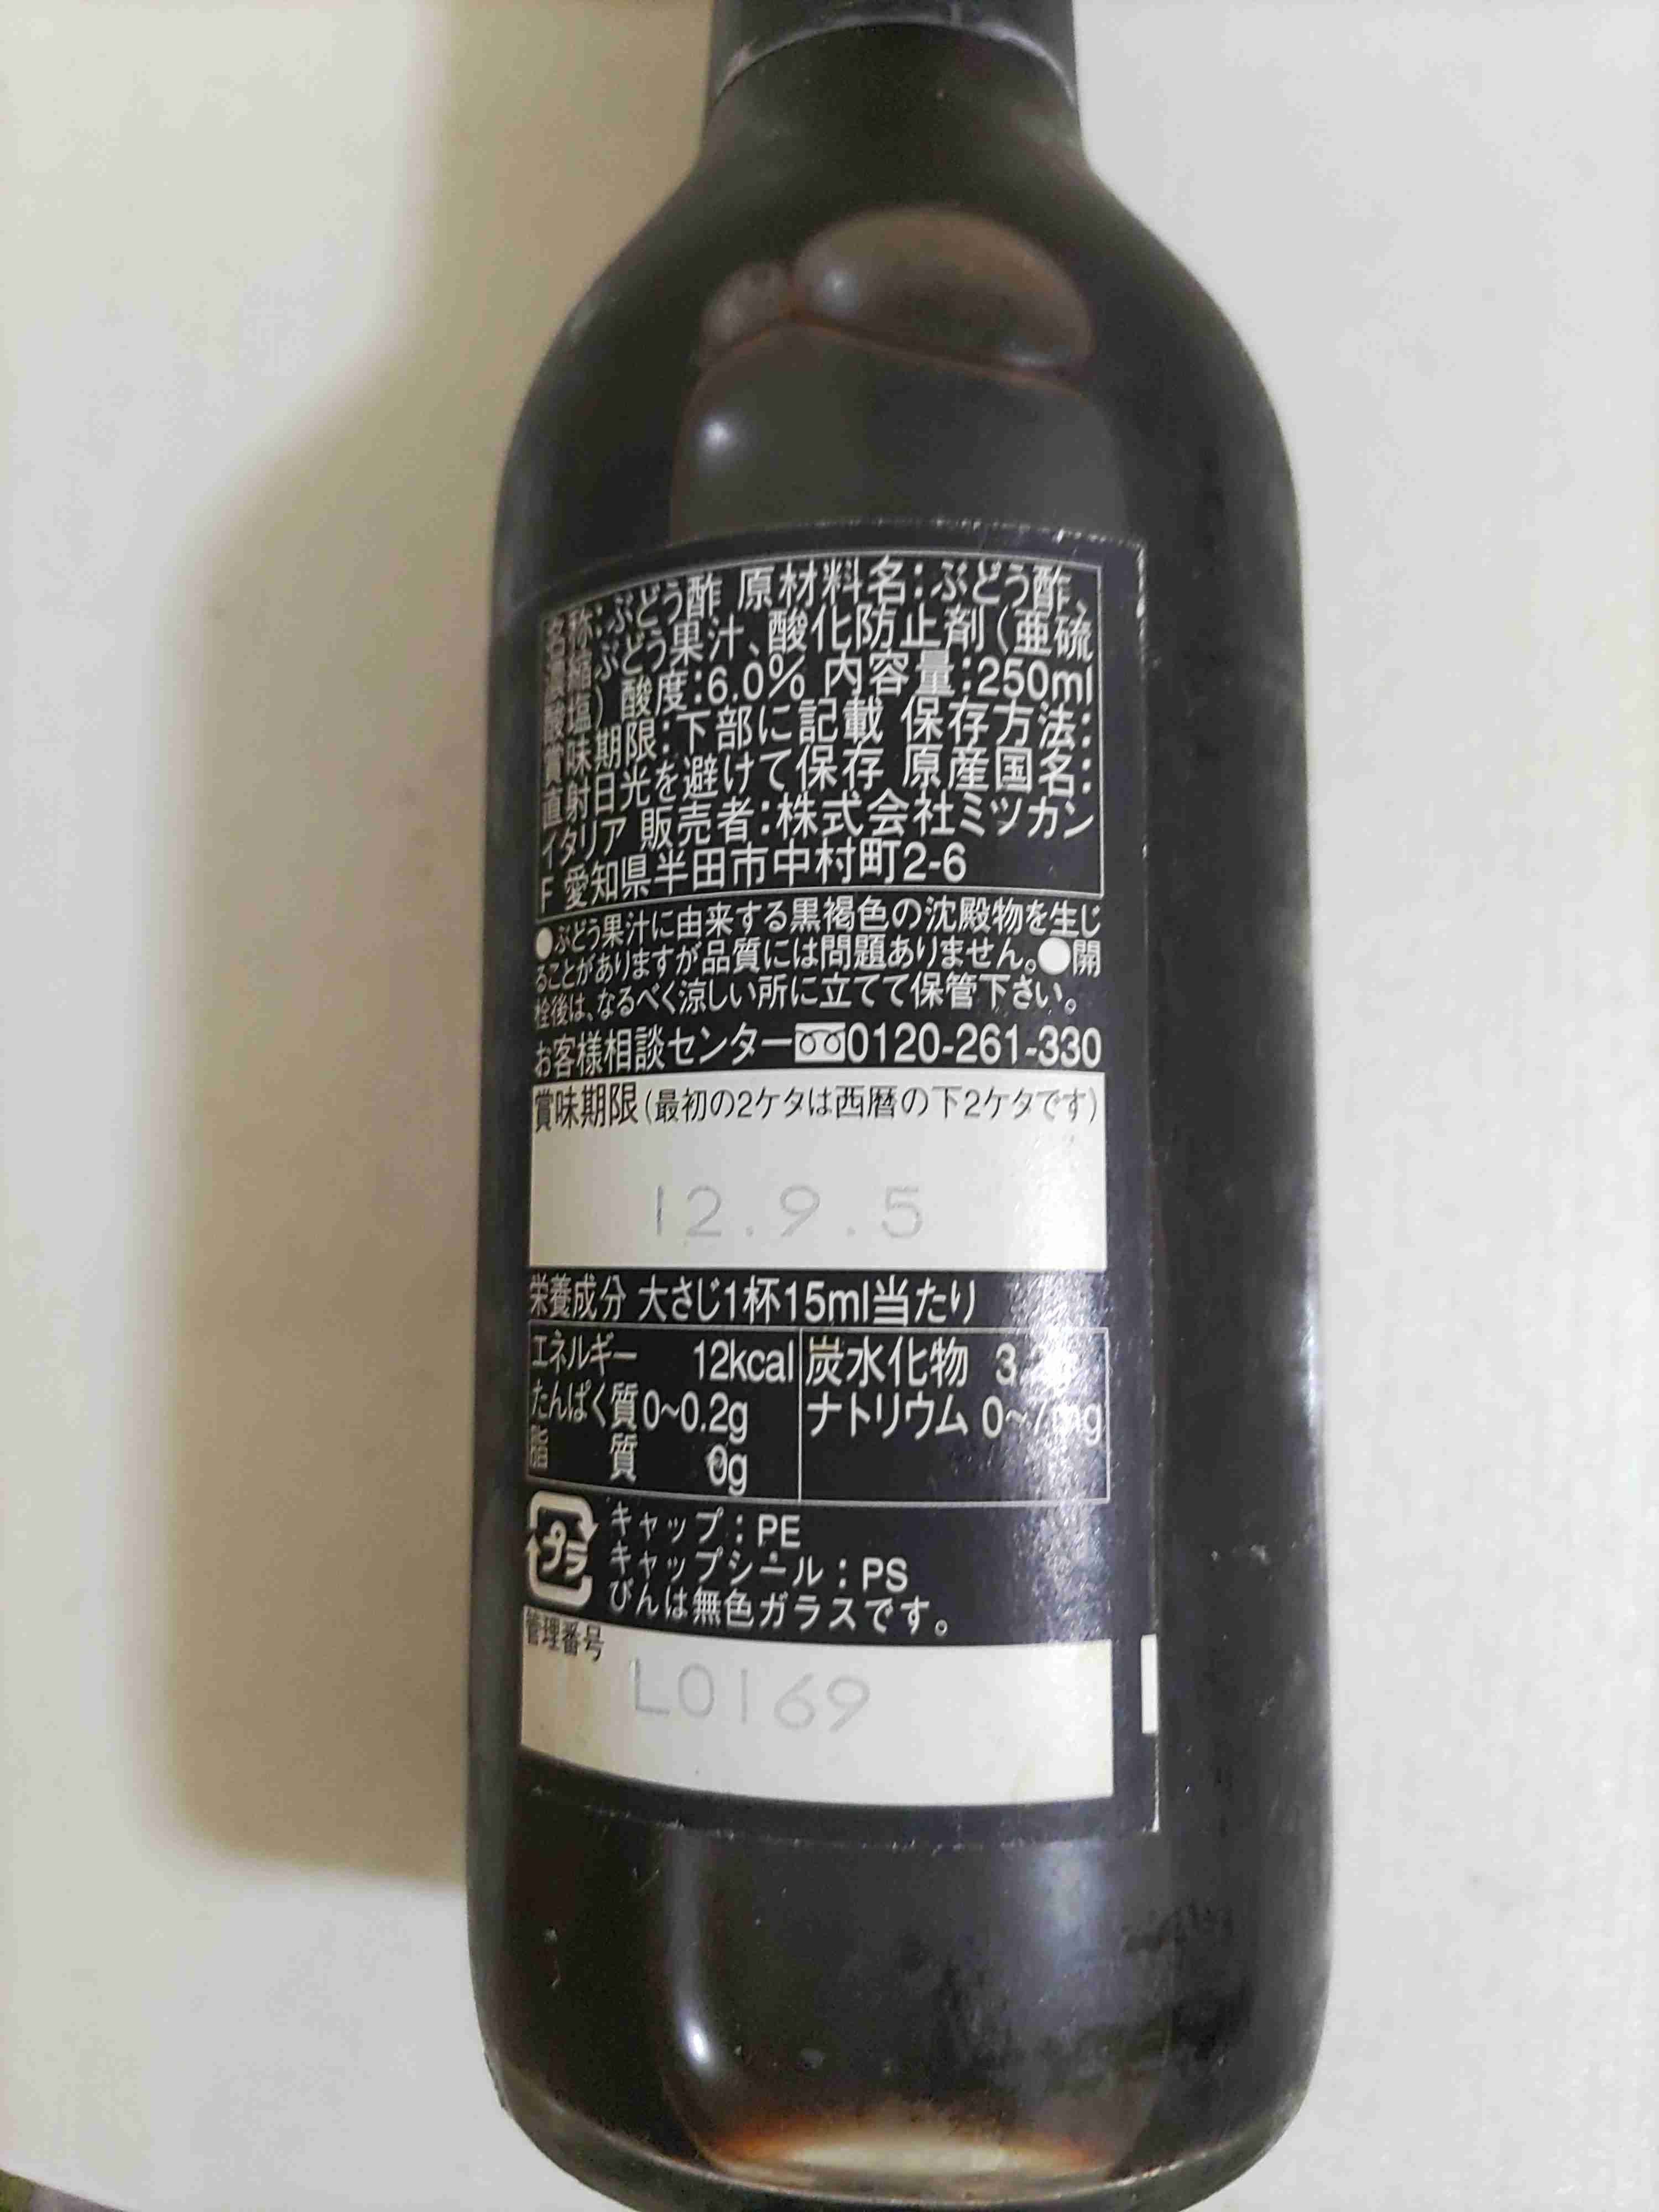 名称:ぶどう酢 原材料名:ぶどう酢、
濃縮ぶどう果汁、酸化防止剤(亜硫
酸塩) 酸度:6.0% 内容量:250ml
賞味期限:下部に記載 保存方法:
直射日光を避けて保存 原産国名:
イタリア 販売者:株式会社ミツカン
F 愛知県半田市中村町2-6
●ぶどう果汁に由来する黒褐色の沈殿物を生じ
ることがありますが品質には問題ありません。●開
栓後は、なるべく涼しい所に立てて保管下さい。
お客様相談センター 0120-261-330
賞味期限(最初の2ケタは西暦の下2ケタです)
12.9.5
栄養成分 大さじ1杯15ml当たり
エネルギー 12kcal 炭水化物
たんぱく質 0~0.2g ナトリウム 0~7mg
脂質 0g
プラ
キャップ:PE
キャップシール:PS
びんは無色ガラスです。
管理番号
L0169